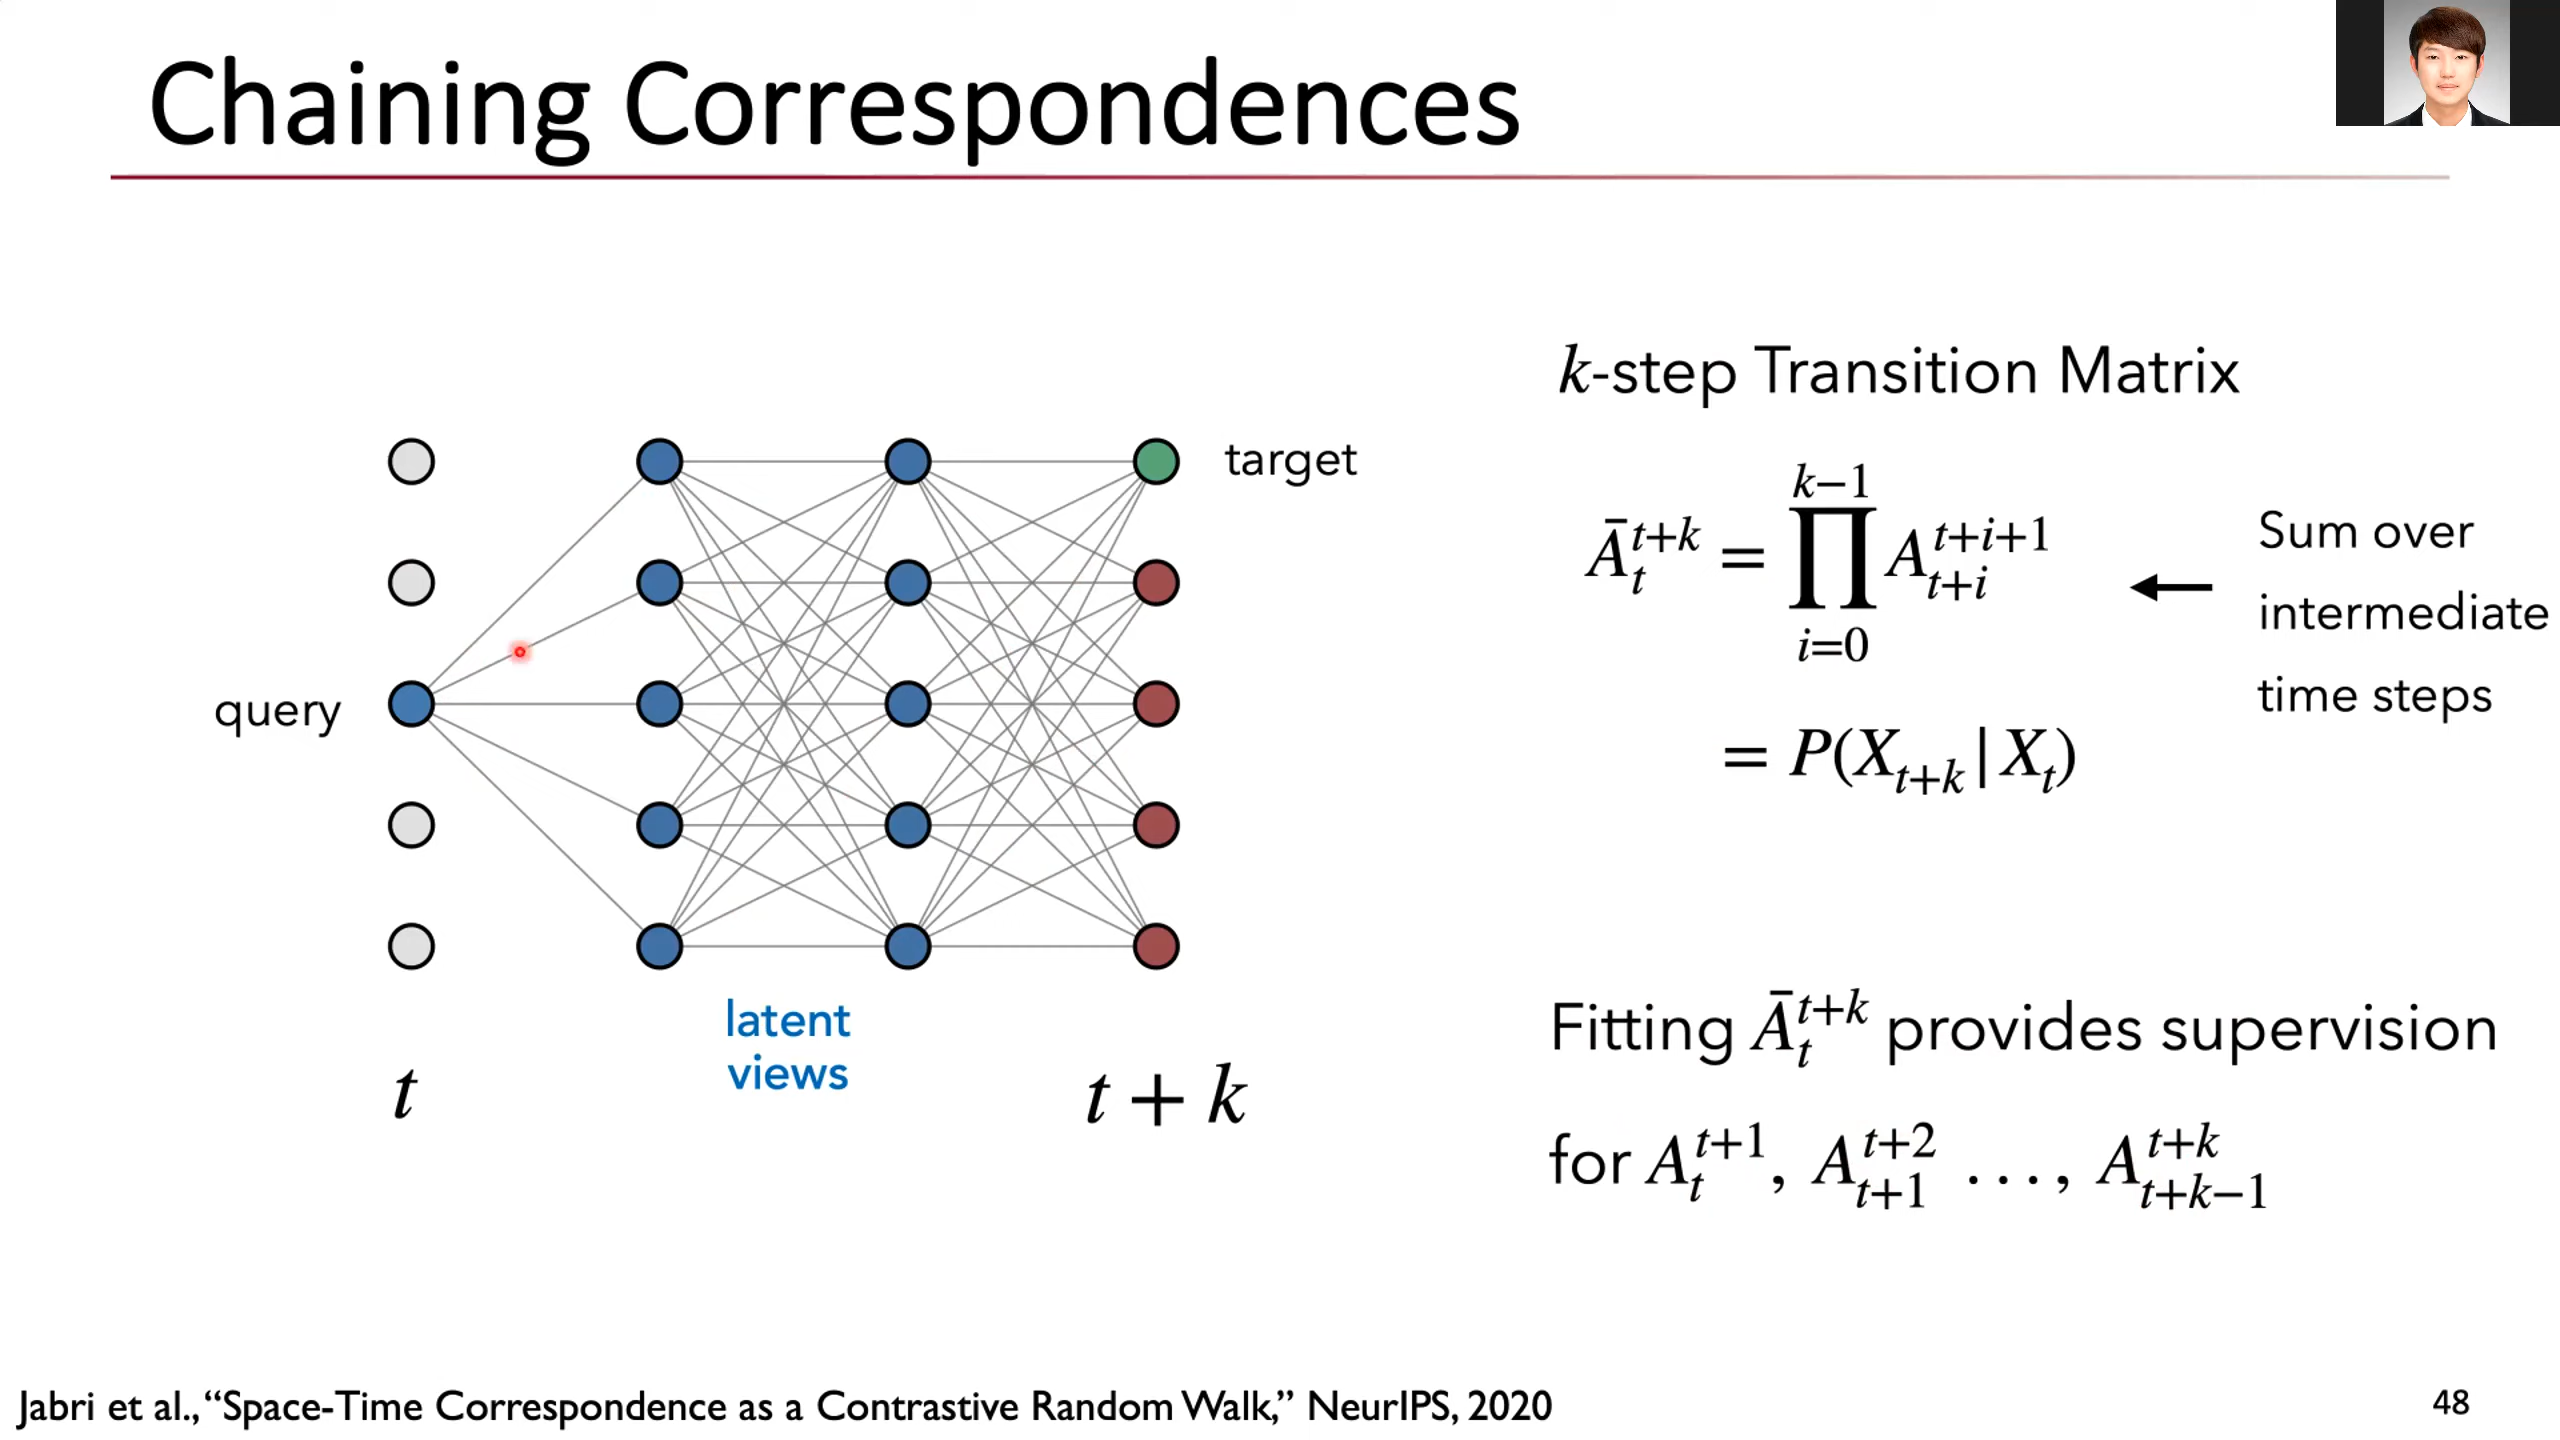 Chaining Correspondences
k-step Transition Matrix
target
query
latent
views
t
t + k
Ā_t^{t+k} = ∏_{i=0}^{k−1} A_{t+i}^{t+i+1}
= P(X_{t+k} | X_t)
Sum over
intermediate
time steps
Fitting Ā_t^{t+k} provides supervision
for A_t^{t+1}, A_{t+1}^{t+2} ..., A_{t+k−1}^{t+k}
Jabri et al., “Space-Time Correspondence as a Contrastive Random Walk,” NeurIPS, 2020
48